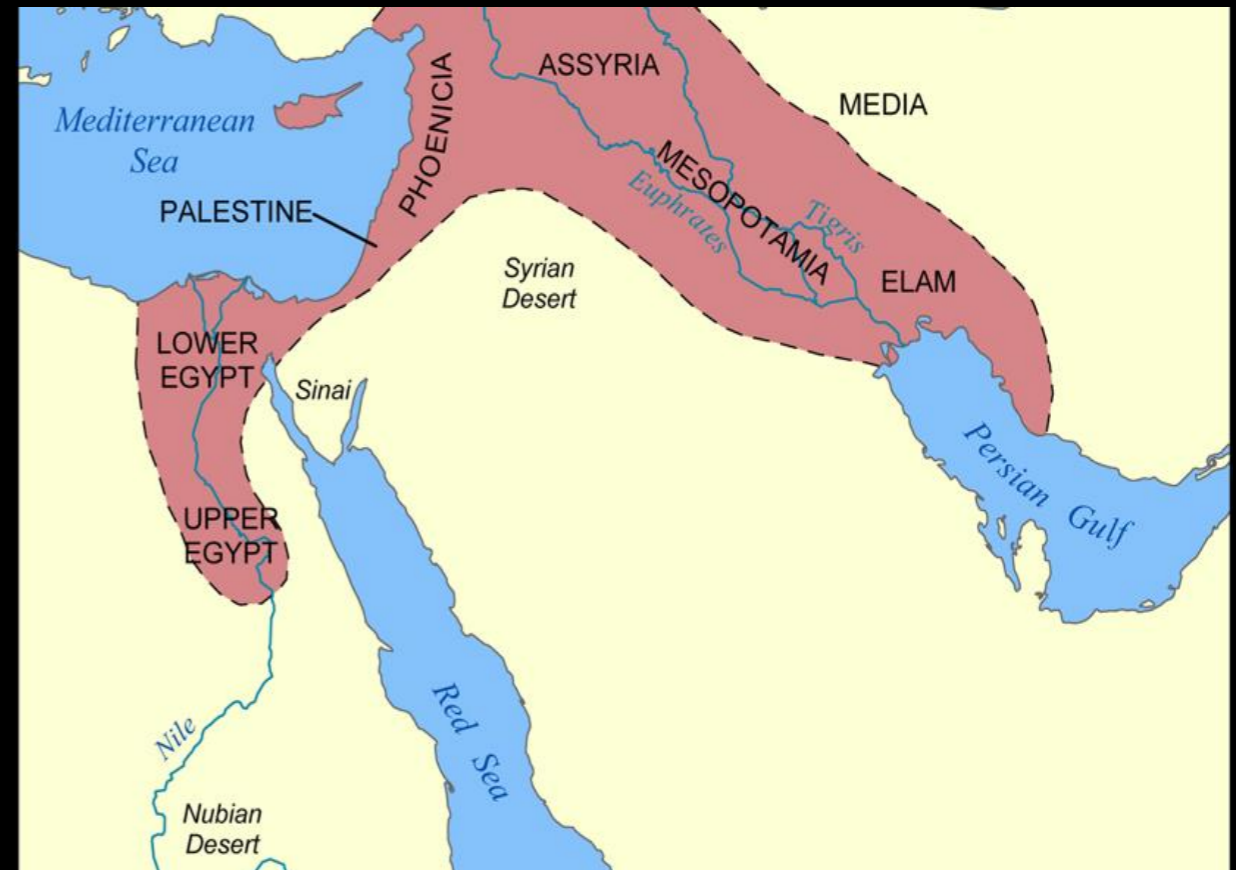 ASSYRIA
PHOENICIA
MEDIA
Mediterranean
Sea
MESOPOTAMIA
Euphrates
Tigris
PALESTINE
Syrian
Desert
ELAM
LOWER
EGYPT
Sinai
Persian Gulf
UPPER
EGYPT
Red Sea
Nile
Nubian
Desert